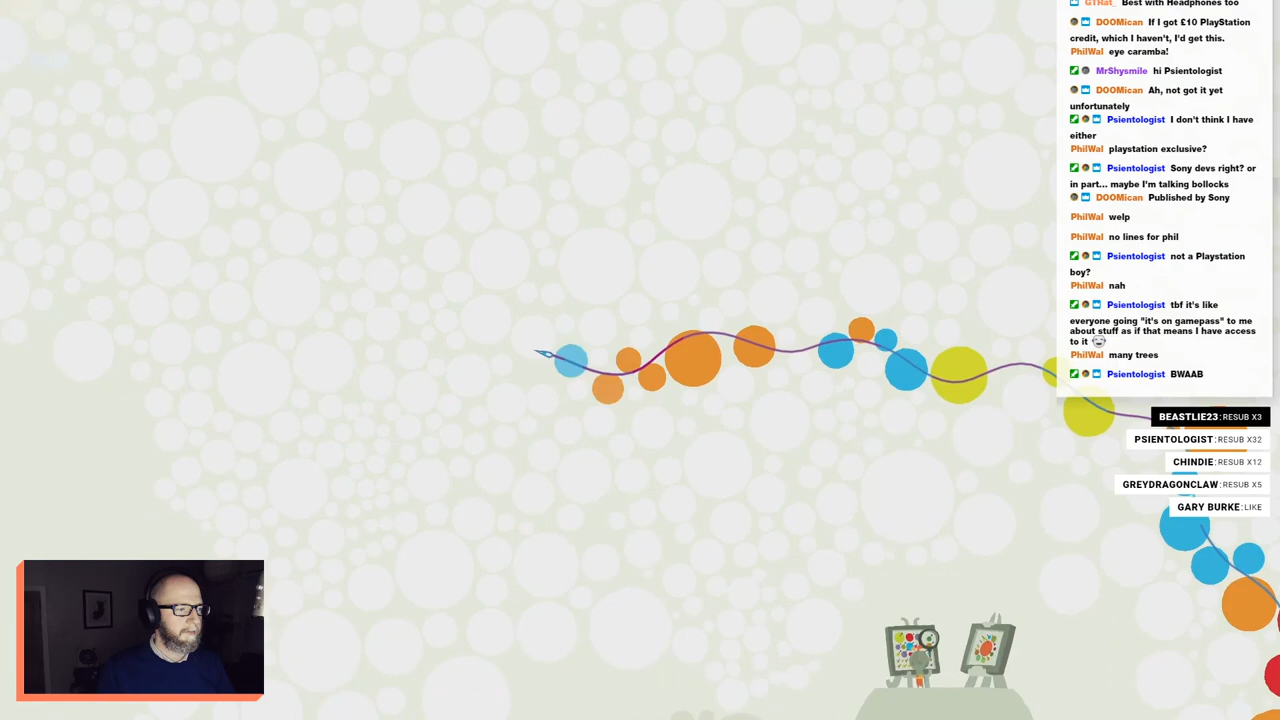 GTRat_ Best with Headphones too
DOOMican If I got £10 PlayStation
credit, which I haven't, I'd get this.
PhilWal eye caramba!
MrShysmile hi Psientologist
DOOMican Ah, not got it yet
unfortunately
Psientologist I don't think I have
either
PhilWal playstation exclusive?
Psientologist Sony devs right? or
in part... maybe I'm talking bollocks
DOOMican Published by Sony
PhilWal welp
PhilWal no lines for phil
Psientologist not a Playstation
boy?
PhilWal nah
Psientologist tbf it's like
everyone going "it's on gamepass" to me
about stuff as if that means I have access
to it
PhilWal many trees
Psientologist BWAAB
BEASTLIE23: RESUB X3
PSIENTOLOGIST: RESUB X32
CHINDIE: RESUB X12
GREYDRAGONCLAW: RESUB X5
GARY BURKE: LIKE